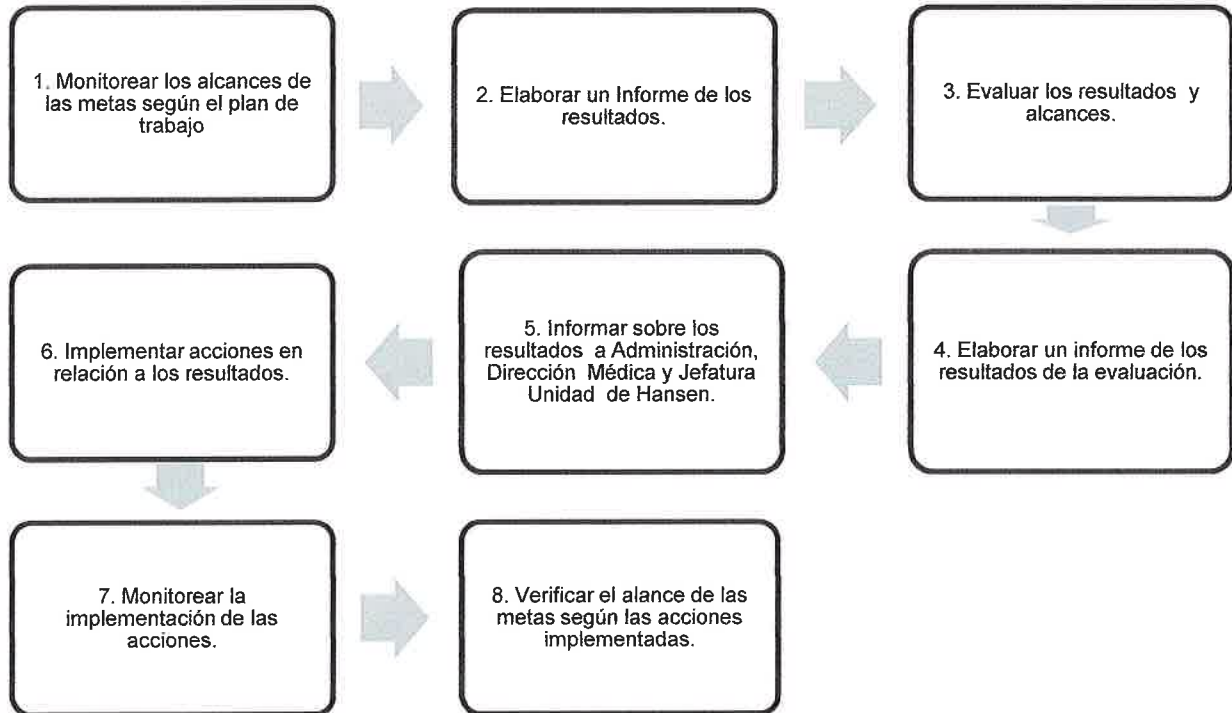 1. Monitorear los alcances de
las metas según el plan de
trabajo
2. Elaborar un Informe de los
resultados.
3. Evaluar los resultados y
alcances.
4. Elaborar un informe de los
resultados de la evaluación.
5. Informar sobre los
resultados a Administración,
Dirección Médica y Jefatura
Unidad de Hansen.
6. Implementar acciones en
relación a los resultados.
7. Monitorear la
implementación de las
acciones.
8. Verificar el alance de las
metas según las acciones
implementadas.